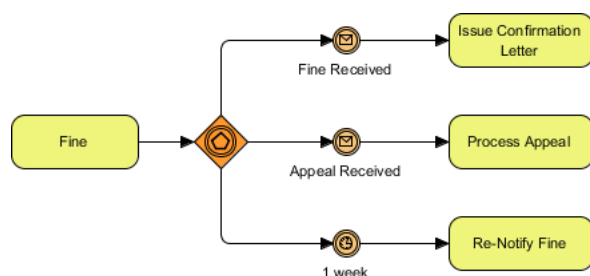 Issue Confirmation
Letter
Fine Received
Fine
Process Appeal
Appeal Received
Re-Notify Fine
1 week